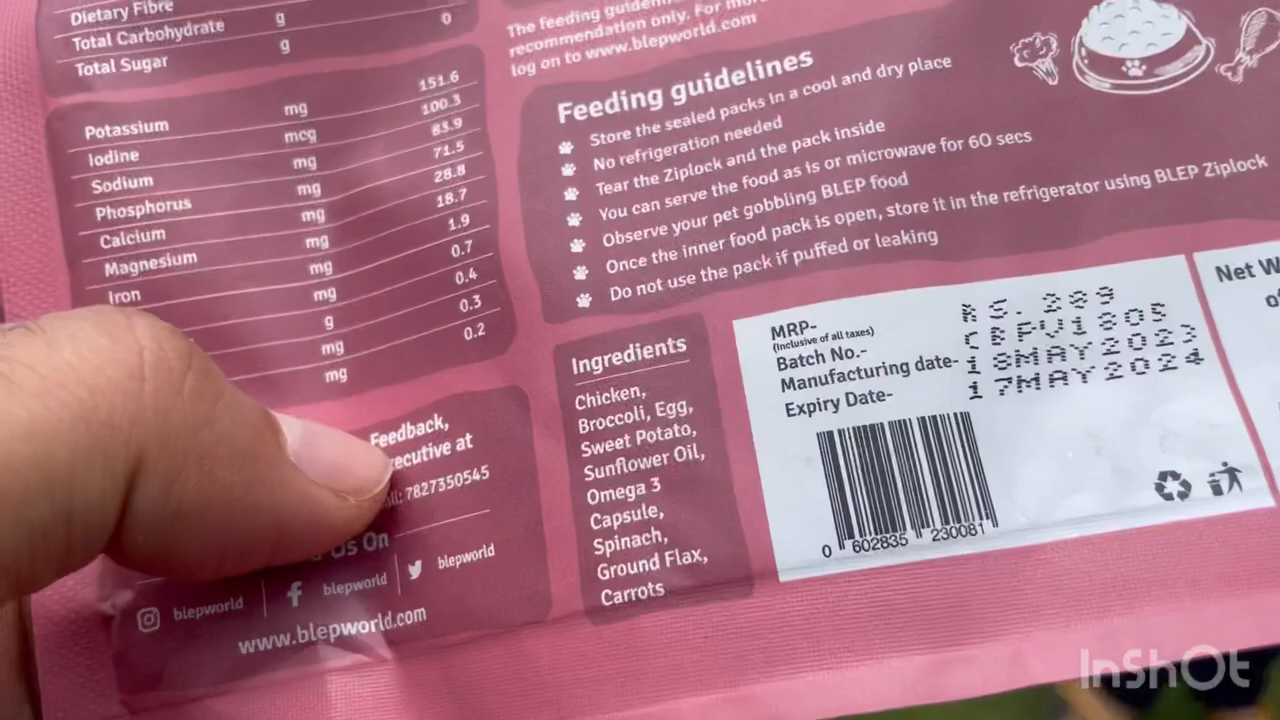 Dietary Fibre
Total Carbohydrate g
Total Sugar g 0
Potassium mg 151.6
Iodine mcg 100.3
Sodium mg 83.9
Phosphorus mg 71.5
Calcium mg 28.8
Magnesium mg 18.7
Iron mg 1.9
mg 0.7
g 0.4
mg 0.3
mg 0.2
Feedback,
at
7827350545
Us On
blepworld
blepworld
blepworld
www.blepworld.com
The feeding
recommendation only. For more
log on to www.blepworld.com
Feeding guidelines
Store the sealed packs in a cool and dry place
No refrigeration needed
Tear the Ziplock and the pack inside
You can serve the food as is or microwave for 60 secs
Observe your pet gobbling BLEP food
Once the inner food pack is open, store it in the refrigerator using BLEP Ziplock
Do not use the pack if puffed or leaking
Ingredients
Chicken,
Broccoli, Egg,
Sweet Potato,
Sunflower Oil,
Omega 3
Capsule,
Spinach,
Ground Flax,
Carrots
MRP- RS. 289
(Inclusive of all taxes)
Batch No.- CBPV1805
Manufacturing date- 18MAY2023
Expiry Date- 17MAY2024
0 602835 230081
Net
InShOt